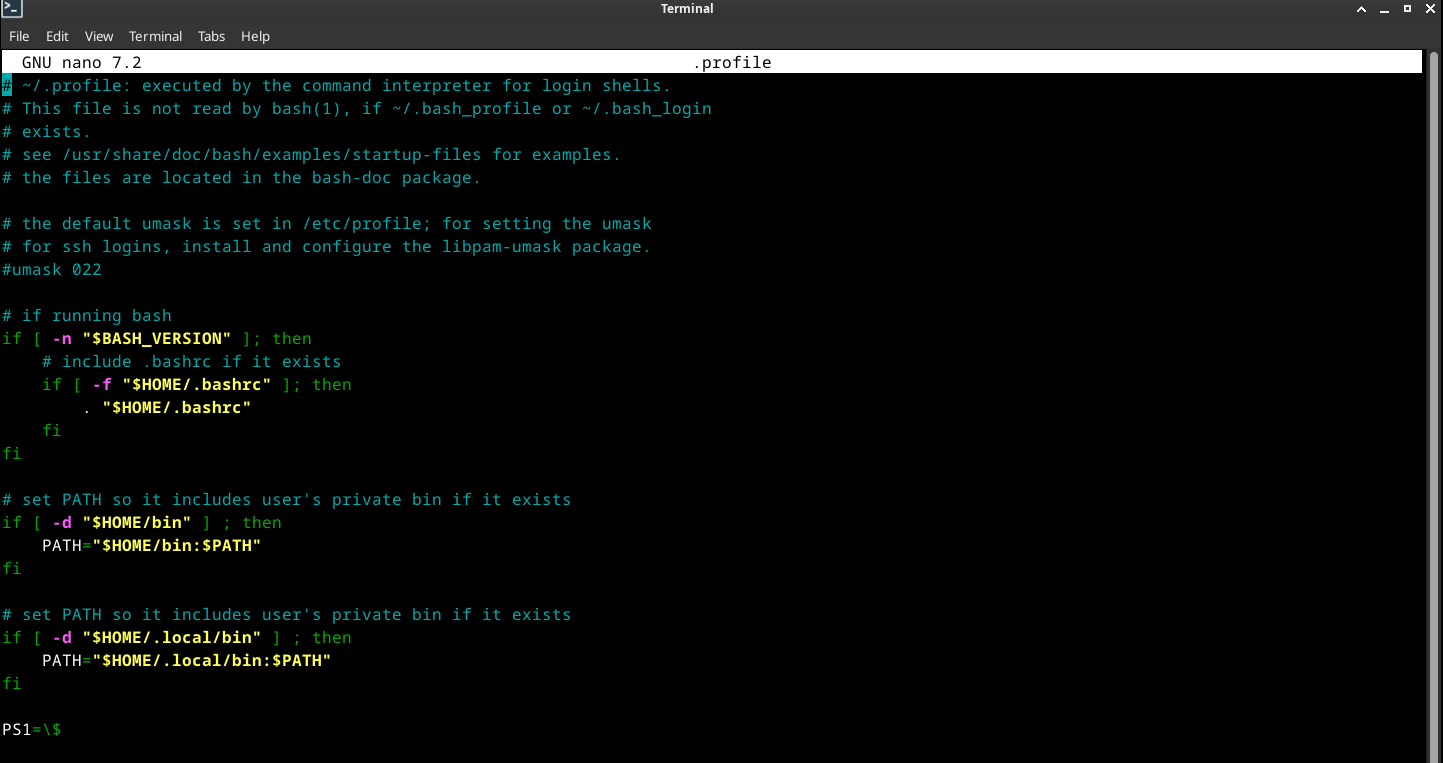 Terminal
File Edit View Terminal Tabs Help
GNU nano 7.2 .profile
# ~/.profile: executed by the command interpreter for login shells.
# This file is not read by bash(1), if ~/.bash_profile or ~/.bash_login
# exists.
# see /usr/share/doc/bash/examples/startup-files for examples.
# the files are located in the bash-doc package.
# the default umask is set in /etc/profile; for setting the umask
# for ssh logins, install and configure the libpam-umask package.
#umask 022
# if running bash
if [ -n "$BASH_VERSION" ]; then
    # include .bashrc if it exists
    if [ -f "$HOME/.bashrc" ]; then
        . "$HOME/.bashrc"
    fi
fi
# set PATH so it includes user's private bin if it exists
if [ -d "$HOME/bin" ] ; then
    PATH="$HOME/bin:$PATH"
fi
# set PATH so it includes user's private bin if it exists
if [ -d "$HOME/.local/bin" ] ; then
    PATH="$HOME/.local/bin:$PATH"
fi
PS1=\$